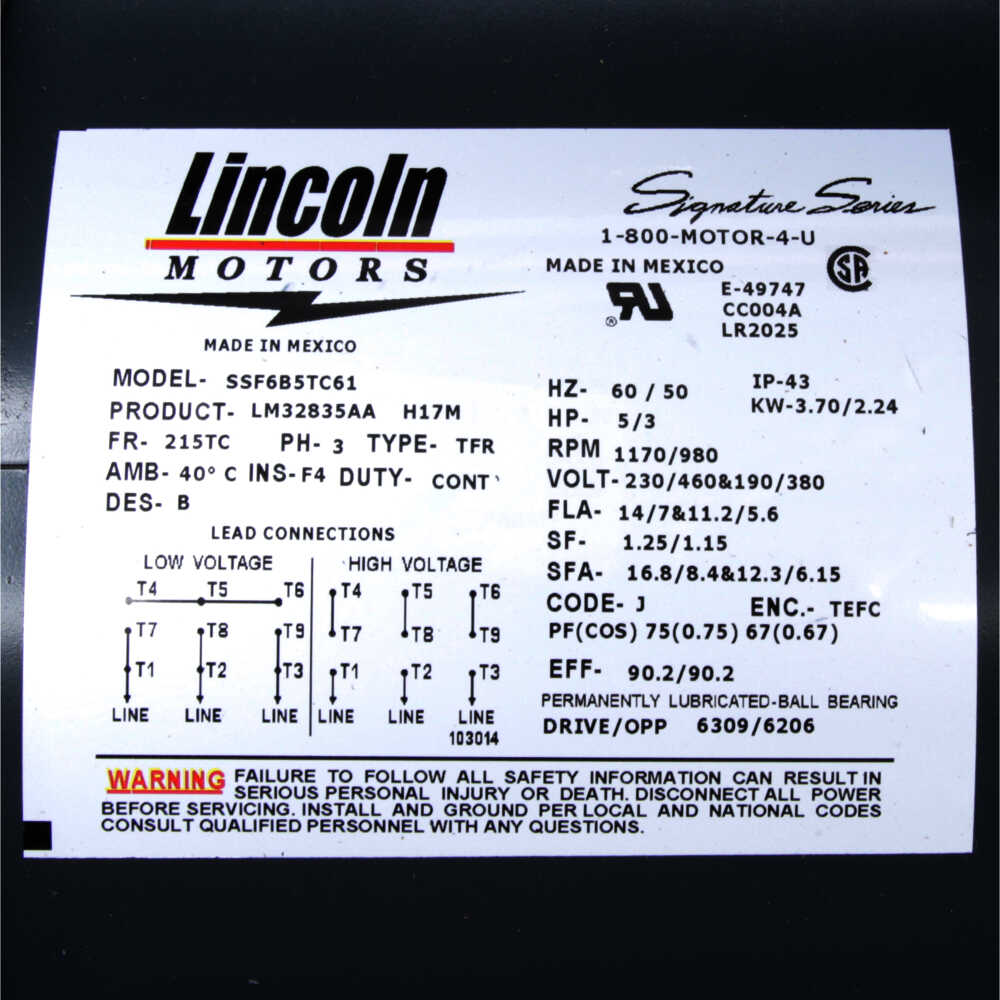 Lincoln
MOTORS
MADE IN MEXICO
Signature Series
1-800-MOTOR-4-U
MADE IN MEXICO
SA
RU
®
E-49747
CC004A
LR2025
MODEL- SSF6B5TC61
PRODUCT- LM32835AA H17M
FR- 215TC PH- 3 TYPE- TFR
AMB- 40° C INS-F4 DUTY- CONT
DES- B
HZ- 60 / 50 IP-43
HP- 5/3 KW-3.70/2.24
RPM 1170/980
VOLT- 230/460&190/380
FLA- 14/7&11.2/5.6
SF- 1.25/1.15
SFA- 16.8/8.4&12.3/6.15
CODE- J ENC.- TEFC
PF(COS) 75(0.75) 67(0.67)
EFF- 90.2/90.2
PERMANENTLY LUBRICATED-BALL BEARING
DRIVE/OPP 6309/6206
LEAD CONNECTIONS
LOW VOLTAGE
T4 T5 T6
T7 T8 T9
T1 T2 T3
LINE LINE LINE
HIGH VOLTAGE
T4 T5 T6
T7 T8 T9
T1 T2 T3
LINE LINE LINE
103014
WARNING FAILURE TO FOLLOW ALL SAFETY INFORMATION CAN RESULT IN
SERIOUS PERSONAL INJURY OR DEATH. DISCONNECT ALL POWER
BEFORE SERVICING. INSTALL AND GROUND PER LOCAL AND NATIONAL CODES
CONSULT QUALIFIED PERSONNEL WITH ANY QUESTIONS.